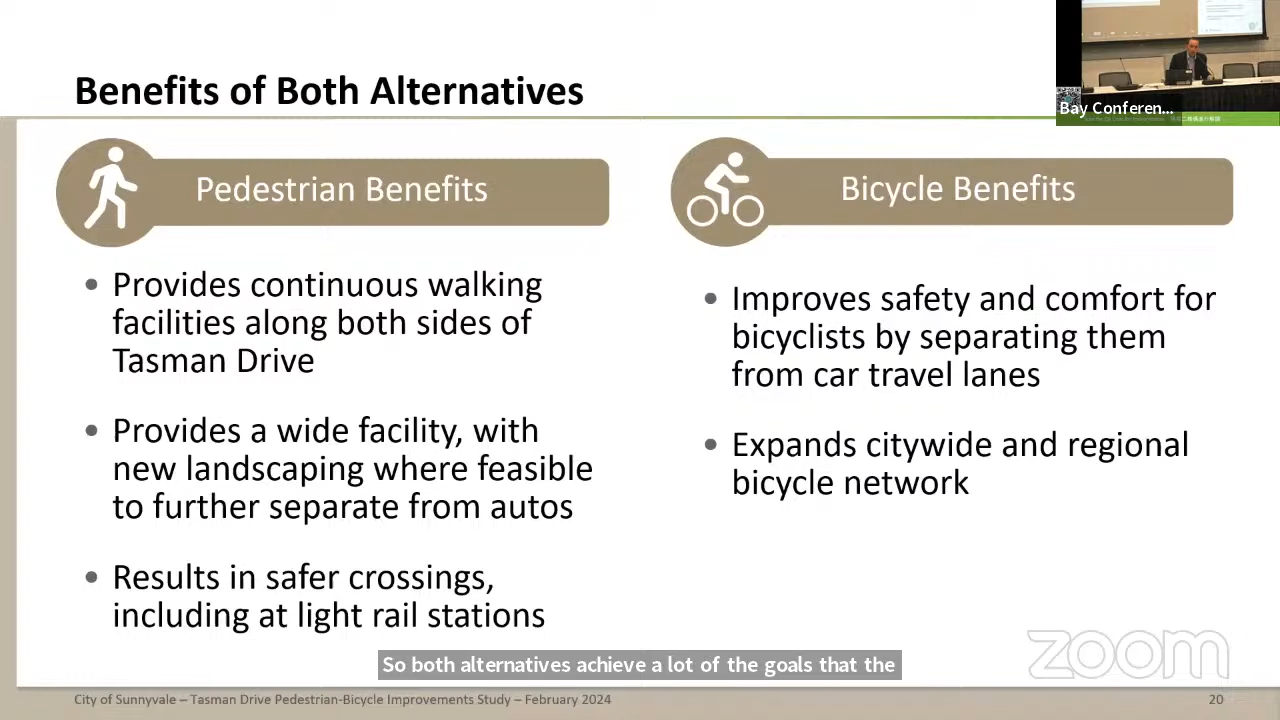 Benefits of Both Alternatives
Bay Conferen...
Pedestrian Benefits
Provides continuous walking
facilities along both sides of
Tasman Drive
Provides a wide facility, with
new landscaping where feasible
to further separate from autos
Results in safer crossings,
including at light rail stations
Bicycle Benefits
Improves safety and comfort for
bicyclists by separating them
from car travel lanes
Expands citywide and regional
bicycle network
So both alternatives achieve a lot of the goals that the
zoom
City of Sunnyvale – Tasman Drive Pedestrian-Bicycle Improvements Study – February 2024
20